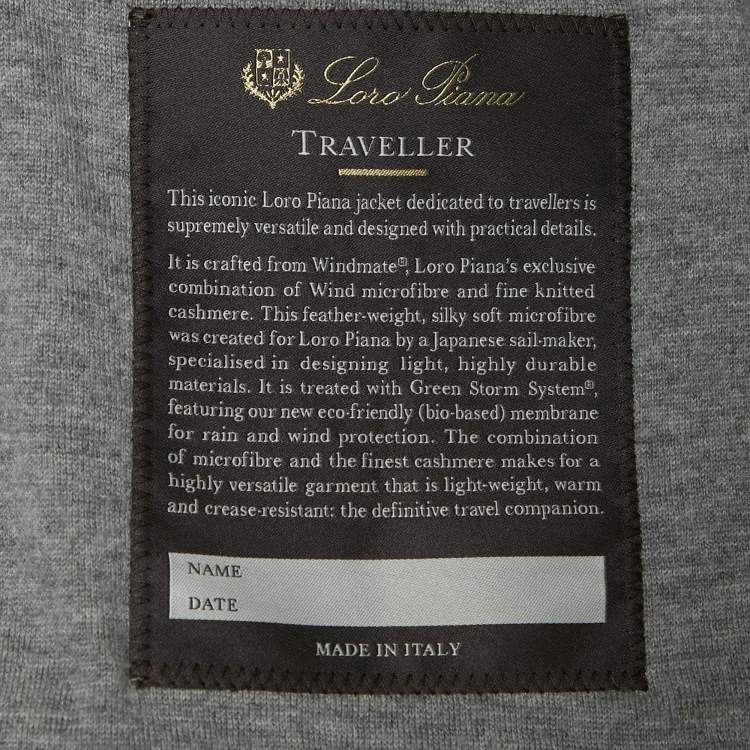 Loro Piana
TRAVELLER
This iconic Loro Piana jacket dedicated to travellers is
supremely versatile and designed with practical details.
It is crafted from Windmate®, Loro Piana's exclusive
combination of Wind microfibre and fine knitted
cashmere. This feather-weight, silky soft microfibre
was created for Loro Piana by a Japanese sail-maker,
specialised in designing light, highly durable
materials. It is treated with Green Storm System®,
featuring our new eco-friendly (bio-based) membrane
for rain and wind protection. The combination
of microfibre and the finest cashmere makes for a
highly versatile garment that is light-weight, warm
and crease-resistant: the definitive travel companion.
NAME
DATE
MADE IN ITALY